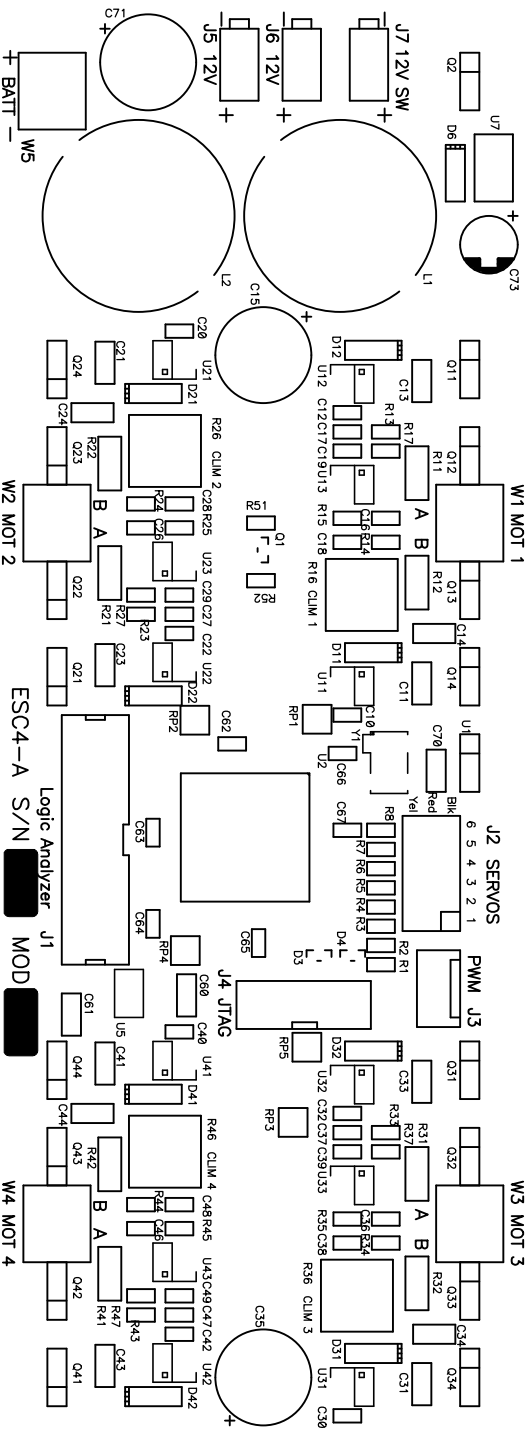 C71
J5 12V
J6 12V
J7 12V SW
Q2
U7
D6
C73
+ BATT -
W5
L2
L1
C15
C20
U21
D12
U12
Q11
C13
Q24
C21
D21
C24
Q23
R22
R26 CLIM 2
C12
C17
C19
U13
R13
R17
R11
Q12
W1 MOT 1
W2 MOT 2
B A
A B
R24
C28
C26
R25
R51
Q1
R52
R15
C16
C18
R14
R16 CLIM 1
R12
Q13
Q22
U23
C29
C27
R27
R21
R23
C22
C14
Q21
C23
U22
D22
D11
U11
C11
Q14
RP2
C62
RP1
C10
Y1
U2
C66
C70
U1
Yel
Red
Blk
J2 SERVOS
6 5 4 3 2 1
C67
R8
R7
R6
R5
R4
R3
R2
R1
ESC4-A S/N
MOD
Logic Analyzer J1
C63
C64
C65
RP4
D3
D4
PWM J3
J4 JTAG
C60
C61
U5
C40
U41
RP5
D32
U32
C33
Q31
Q44
C41
D41
C44
Q43
R42
R46 CLIM 4
RP3
C32
C37
C39
U33
R33
R37
R31
Q32
W3 MOT 3
W4 MOT 4
B A
A B
R44
C48
C46
R45
R35
C36
C38
R34
R36 CLIM 3
R32
Q33
Q42
U43
C49
C47
R47
R41
R43
C42
C35
C34
Q41
C43
U42
D42
D31
U31
C31
Q34
C30